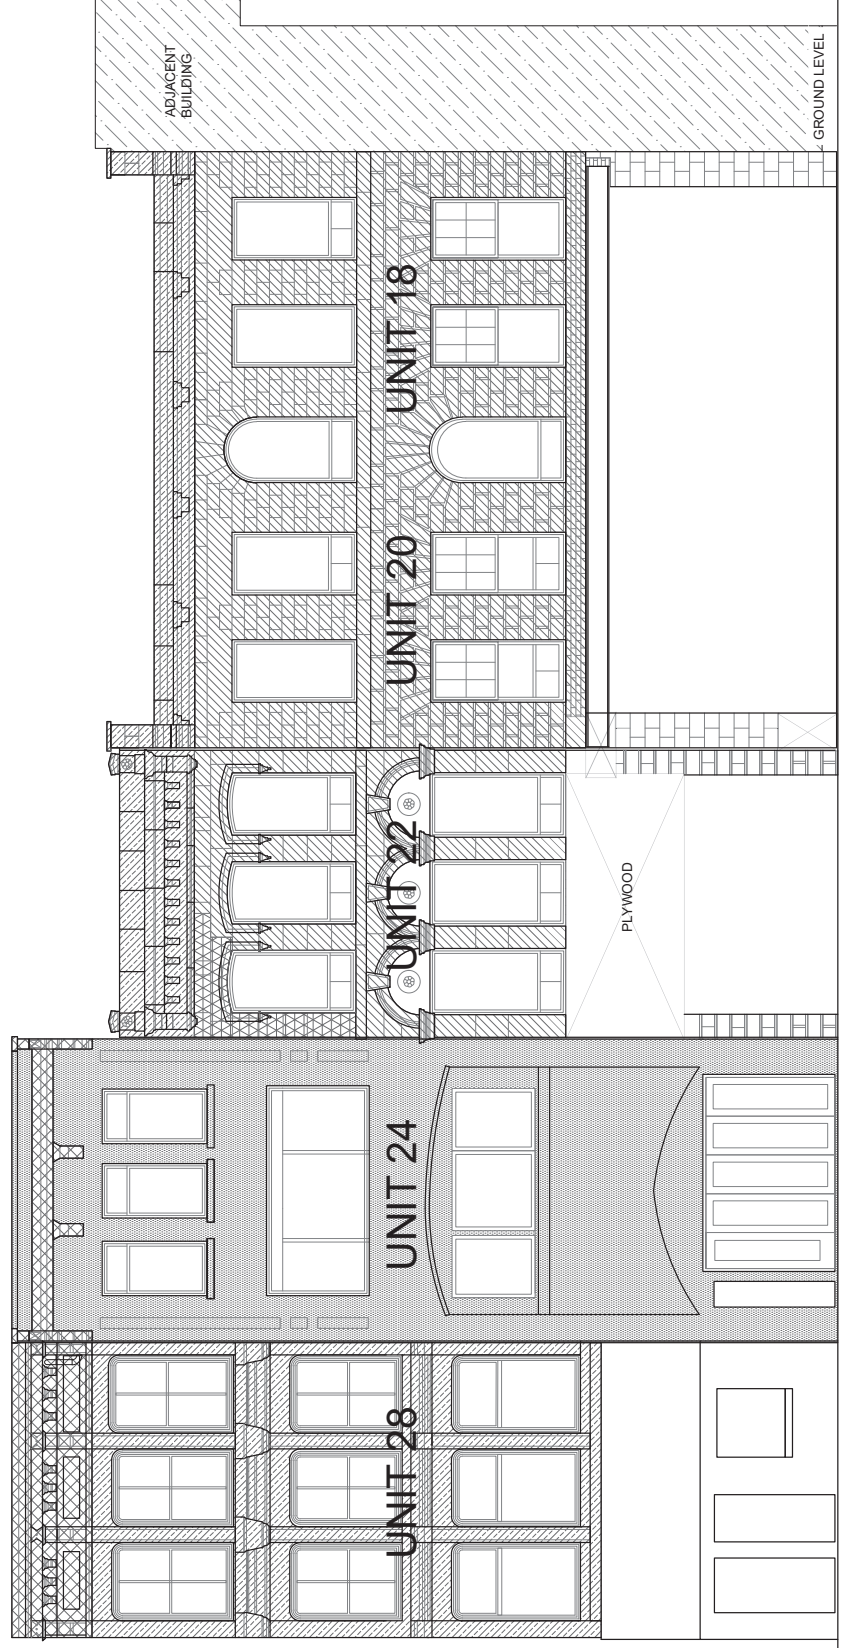 ADJACENT
BUILDING
GROUND LEVEL
UNIT 18
UNIT 20
UNIT 22
PLYWOOD
UNIT 24
UNIT 28